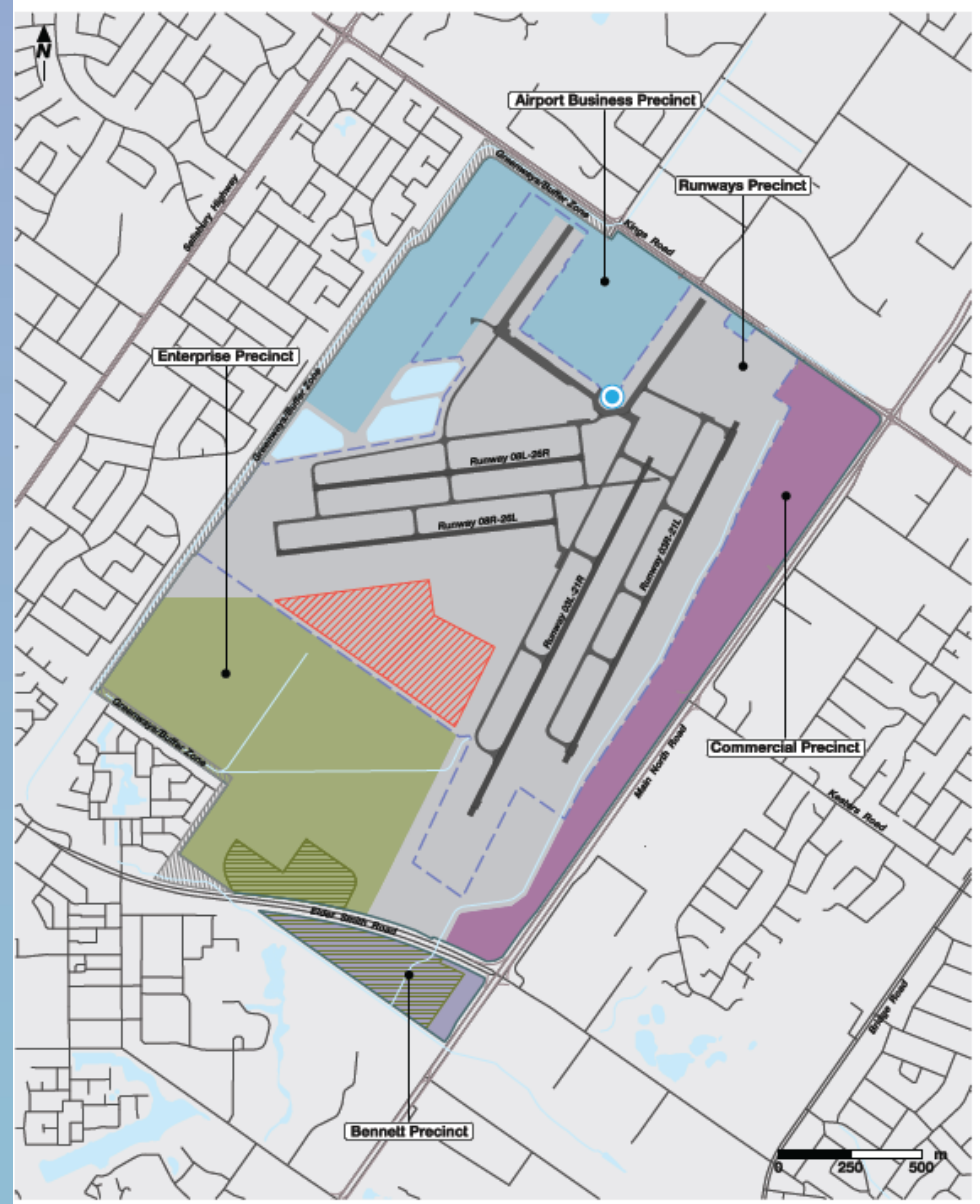 N
Airport Business Precinct
Greenways/Buffer Zone
Runways Precinct
Kings Road
Salisbury Highway
Enterprise Precinct
Greenways/Buffer Zone
Runway 08L-26R
Runway 08R-26L
Runway 03L-21R
Runway 03R-21L
Greenways/Buffer Zone
Commercial Precinct
Main North Road
Kesters Road
Elder Smith Road
Bridge Road
Bennett Precinct
m
0 250 500